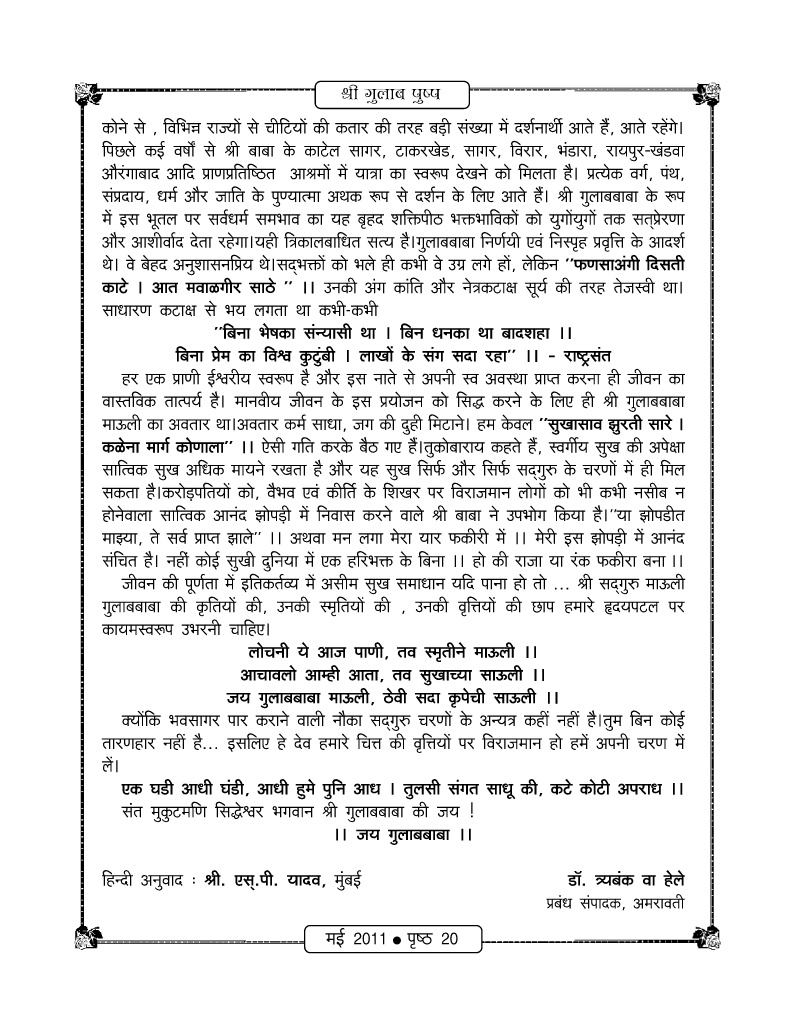 श्री गुलाब पुष्प
कोने से , विभिन्न राज्यों से चीटियों की कतार की तरह बड़ी संख्या में दर्शनार्थी आते हैं, आते रहेंगे।
पिछले कई वर्षों से श्री बाबा के काटेल सागर, टाकरखेड, सागर, विरार, भंडारा, रायपुर-खंडवा
औरंगाबाद आदि प्राणप्रतिष्ठित आश्रमों में यात्रा का स्वरूप देखने को मिलता है। प्रत्येक वर्ग, पंथ,
संप्रदाय, धर्म और जाति के पुण्यात्मा अथक रूप से दर्शन के लिए आते हैं। श्री गुलाबबाबा के रूप
में इस भूतल पर सर्वधर्म समभाव का यह बृहद शक्तिपीठ भक्तभाविकों को युगोंयुगों तक सत्प्रेरणा
और आशीर्वाद देता रहेगा।यही त्रिकालबाधित सत्य है।गुलाबबाबा निर्णयी एवं निस्पृह प्रवृत्ति के आदर्श
थे। वे बेहद अनुशासनप्रिय थे।सद्भक्तों को भले ही कभी वे उग्र लगे हों, लेकिन ''फणसाअंगी दिसती
काटे । आत मवाळगीर साठे '' ।। उनकी अंग कांति और नेत्रकटाक्ष सूर्य की तरह तेजस्वी था।
साधारण कटाक्ष से भय लगता था कभी-कभी
''बिना भेषका संन्यासी था । बिन धनका था बादशहा ।।
बिना प्रेम का विश्व कुटुंबी । लाखों के संग सदा रहा'' ।। - राष्ट्रसंत
हर एक प्राणी ईश्वरीय स्वरूप है और इस नाते से अपनी स्व अवस्था प्राप्त करना ही जीवन का
वास्तविक तात्पर्य है। मानवीय जीवन के इस प्रयोजन को सिद्ध करने के लिए ही श्री गुलाबबाबा
माऊली का अवतार था।अवतार कर्म साधा, जग की दुही मिटाने। हम केवल ''सुखासाव झुरती सारे ।
कळेना मार्ग कोणाला'' ।। ऐसी गति करके बैठ गए हैं।तुकोबाराय कहते हैं, स्वर्गीय सुख की अपेक्षा
सात्विक सुख अधिक मायने रखता है और यह सुख सिर्फ और सिर्फ सद्गुरु के चरणों में ही मिल
सकता है।करोड़पतियों को, वैभव एवं कीर्ति के शिखर पर विराजमान लोगों को भी कभी नसीब न
होनेवाला सात्विक आनंद झोपड़ी में निवास करने वाले श्री बाबा ने उपभोग किया है।''या झोपडीत
माझ्या, ते सर्व प्राप्त झाले'' ।। अथवा मन लगा मेरा यार फकीरी में ।। मेरी इस झोपड़ी में आनंद
संचित है। नहीं कोई सुखी दुनिया में एक हरिभक्त के बिना ।। हो की राजा या रंक फकीरा बना ।।
जीवन की पूर्णता में इतिकर्तव्य में असीम सुख समाधान यदि पाना हो तो ... श्री सद्गुरु माऊली
गुलाबबाबा की कृतियों की, उनकी स्मृतियों की , उनकी वृत्तियों की छाप हमारे हृदयपटल पर
कायमस्वरूप उभरनी चाहिए।
लोचनी ये आज पाणी, तव स्मृतीने माऊली ।।
आचावलो आम्ही आता, तव सुखाच्या साऊली ।।
जय गुलाबबाबा माऊली, ठेवी सदा कृपेची साऊली ।।
क्योंकि भवसागर पार कराने वाली नौका सद्गुरु चरणों के अन्यत्र कहीं नहीं है।तुम बिन कोई
तारणहार नहीं है... इसलिए हे देव हमारे चित्त की वृत्तियों पर विराजमान हो हमें अपनी चरण में
लें।
एक घडी आधी घंडी, आधी हुमे पुनि आध । तुलसी संगत साधू की, कटे कोटी अपराध ।।
संत मुकुटमणि सिद्धेश्वर भगवान श्री गुलाबबाबा की जय !
।। जय गुलाबबाबा ।।
हिन्दी अनुवाद : श्री. एस्.पी. यादव, मुंबई
डॉ. त्र्यबंक वा हेले
प्रबंध संपादक, अमरावती
मई 2011 ● पृष्ठ 20